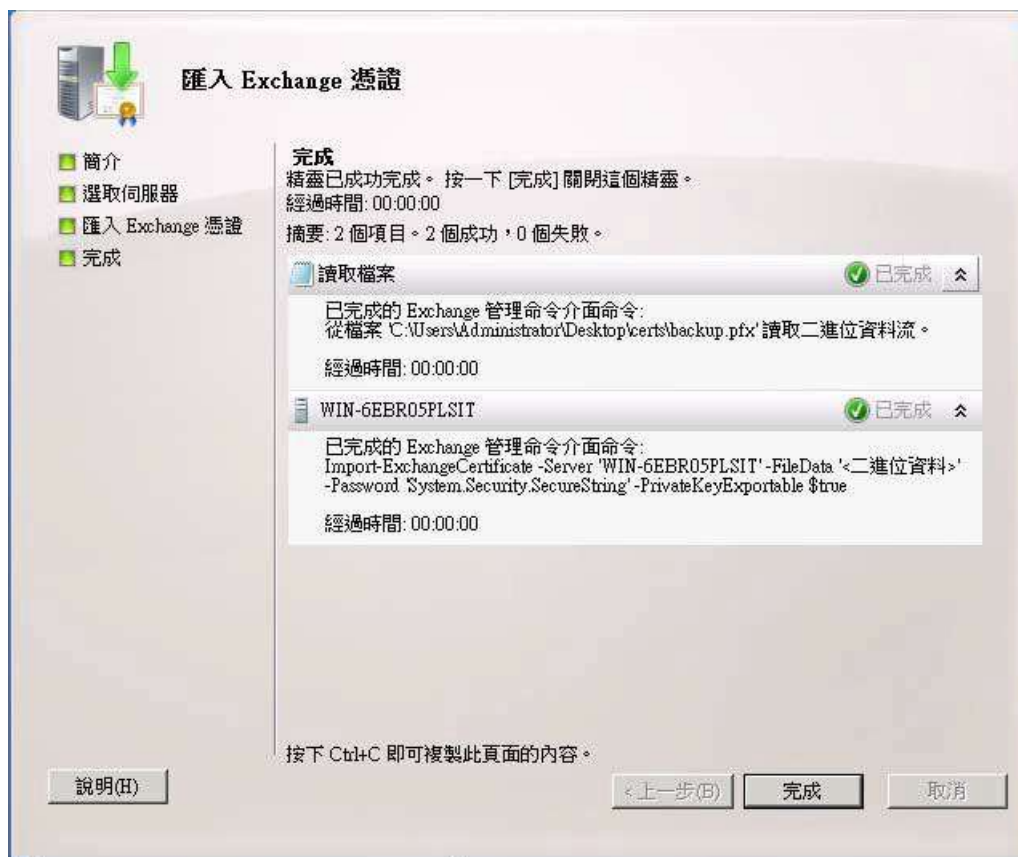 匯入 Exchange 憑證
簡介
選取伺服器
匯入 Exchange 憑證
完成
完成
精靈已成功完成。 按一下 [完成] 關閉這個精靈。
經過時間: 00:00:00
摘要: 2 個項目。2 個成功，0 個失敗。
讀取檔案 已完成
已完成的 Exchange 管理命令介面命令:
從檔案 'C:\Users\Administrator\Desktop\certs\backup.pfx' 讀取二進位資料流。
經過時間: 00:00:00
WIN-6EBR05PLSIT 已完成
已完成的 Exchange 管理命令介面命令:
Import-ExchangeCertificate -Server 'WIN-6EBR05PLSIT' -FileData '<二進位資料>'
-Password 'System.Security.SecureString' -PrivateKeyExportable $true
經過時間: 00:00:00
按下 Ctrl+C 即可複製此頁面的內容。
說明(H) <上一步(B) 完成 取消